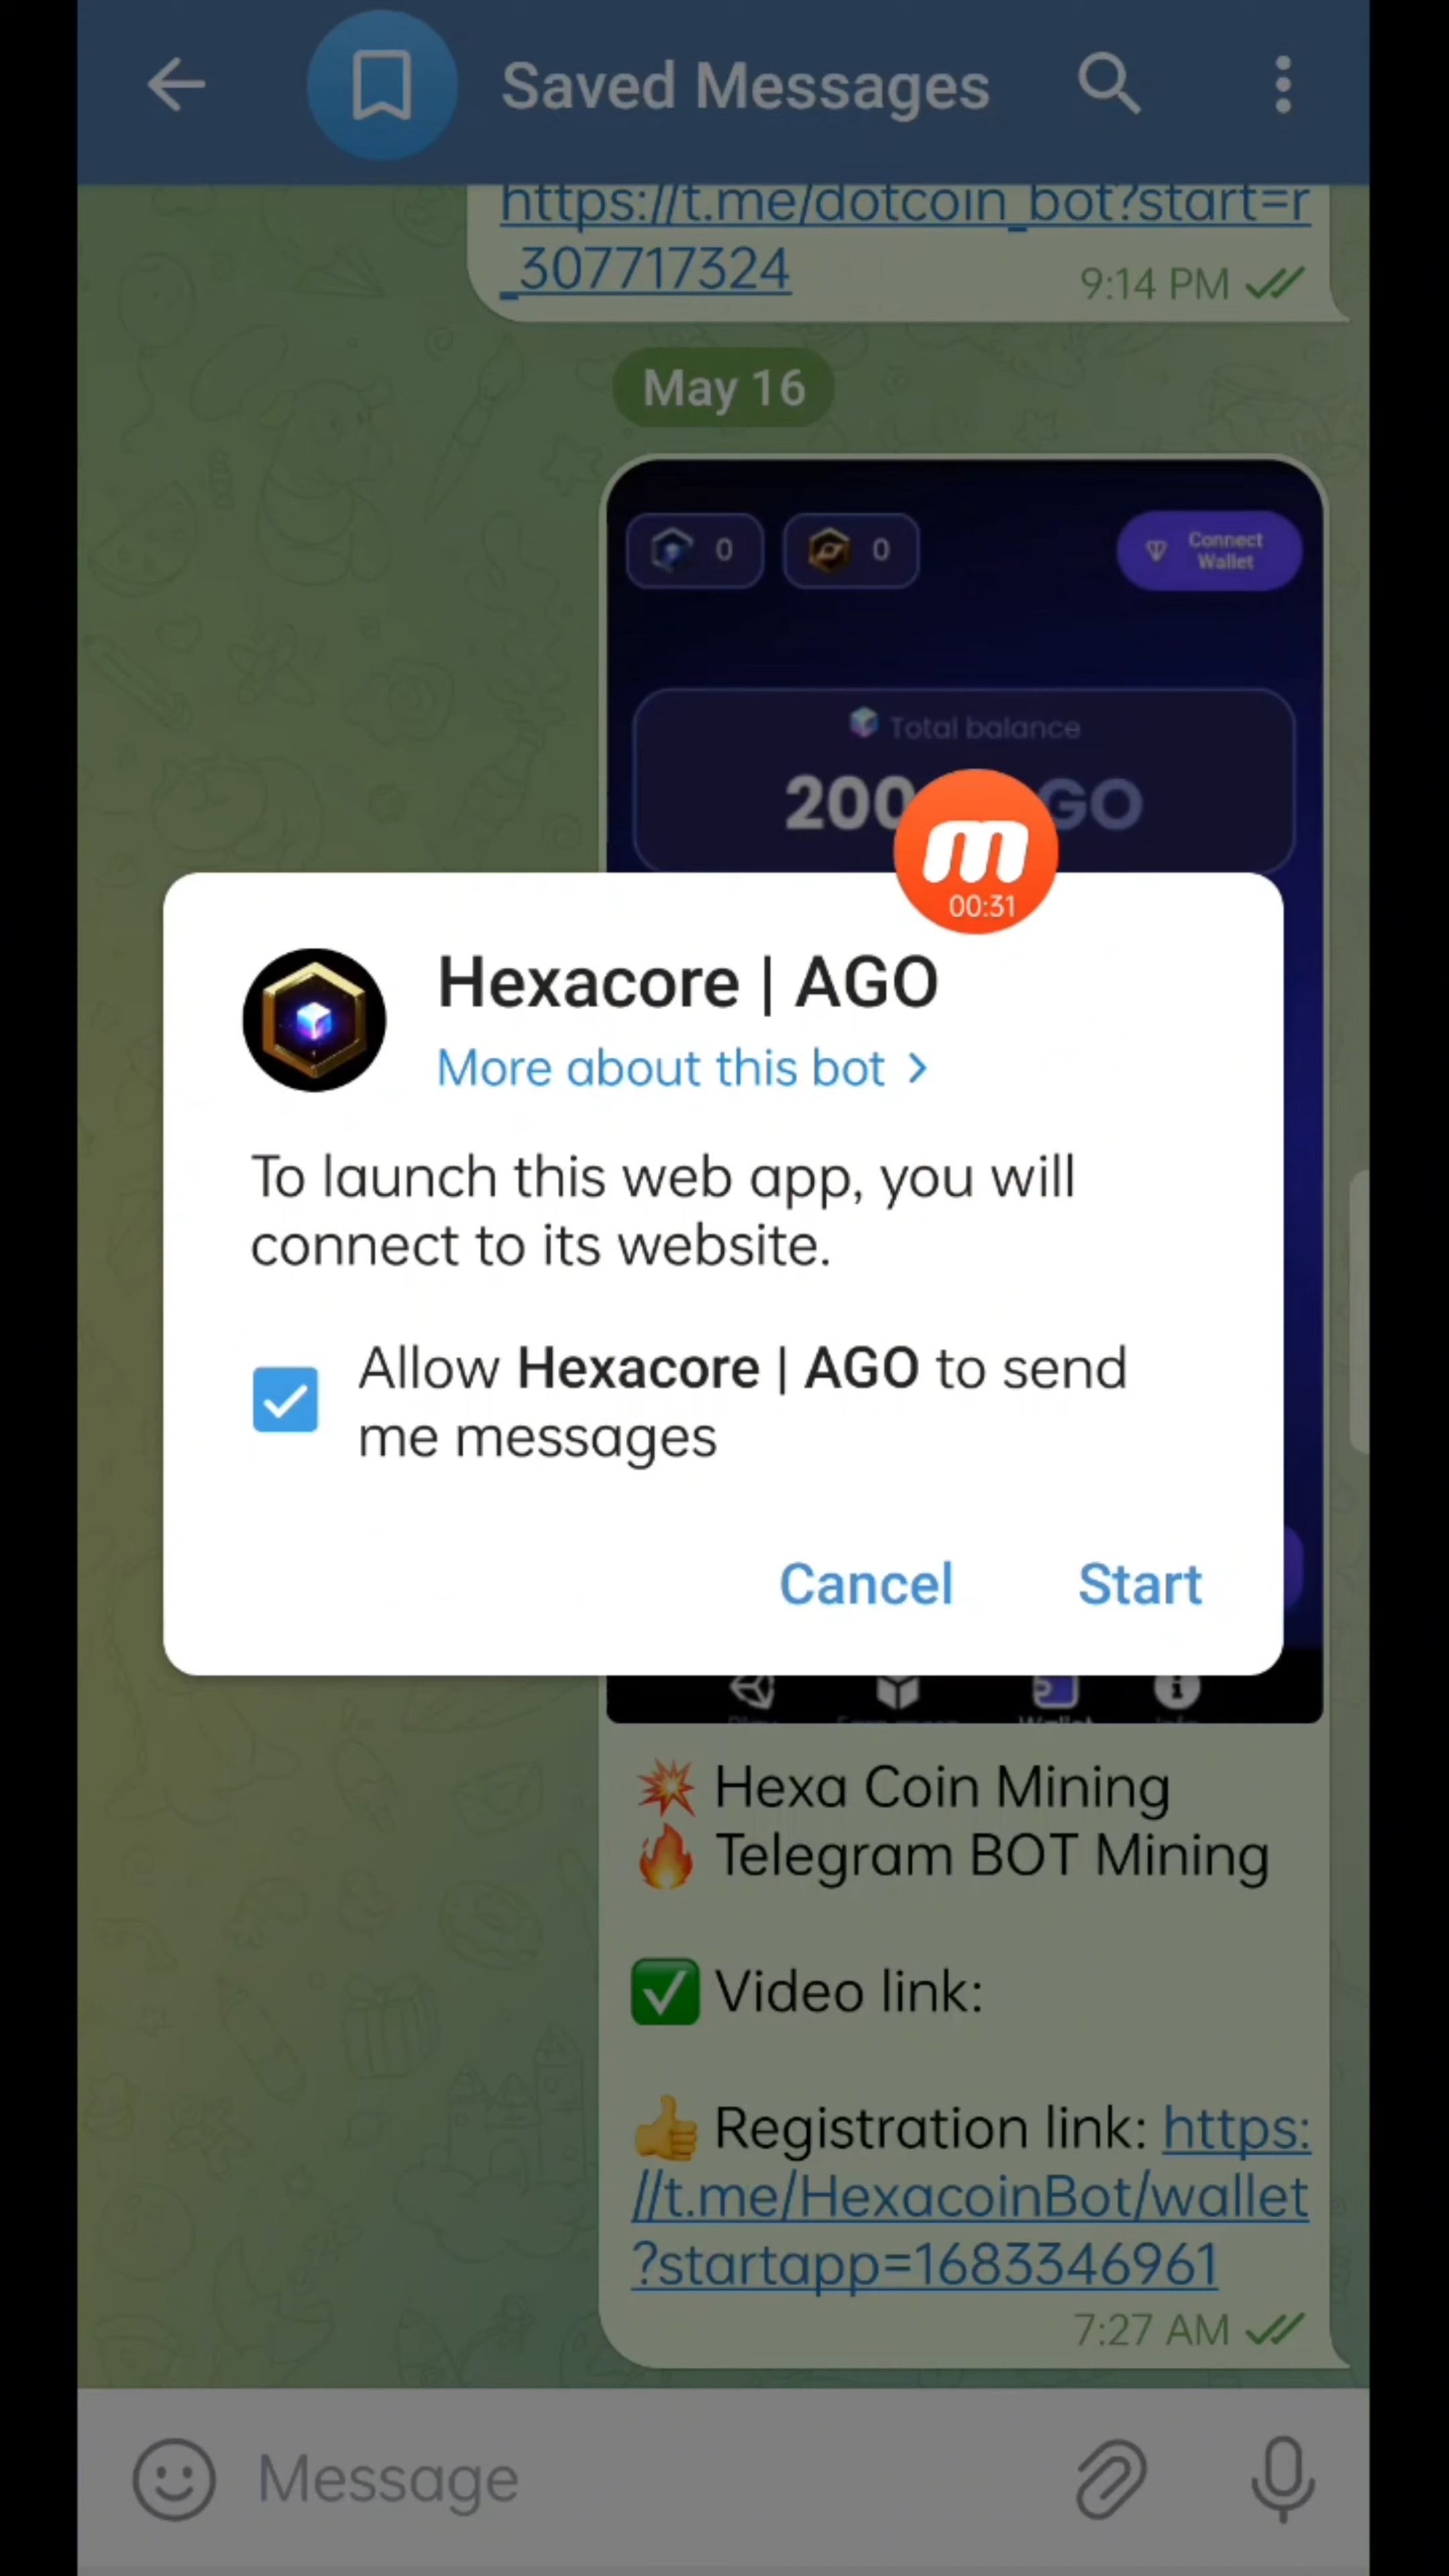 Saved Messages
https://t.me/dotcoin_bot?start=r
_307717324
9:14 PM
May 16
0
0
Connect
Wallet
Total balance
200
GO
00:31
Hexacore | AGO
More about this bot
To launch this web app, you will
connect to its website.
Allow Hexacore | AGO to send
me messages
Cancel
Start
Wallet
💥 Hexa Coin Mining
🔥 Telegram BOT Mining
✅ Video link:
👍 Registration link: https:
//t.me/HexacoinBot/wallet
?startapp=1683346961
7:27 AM
Message